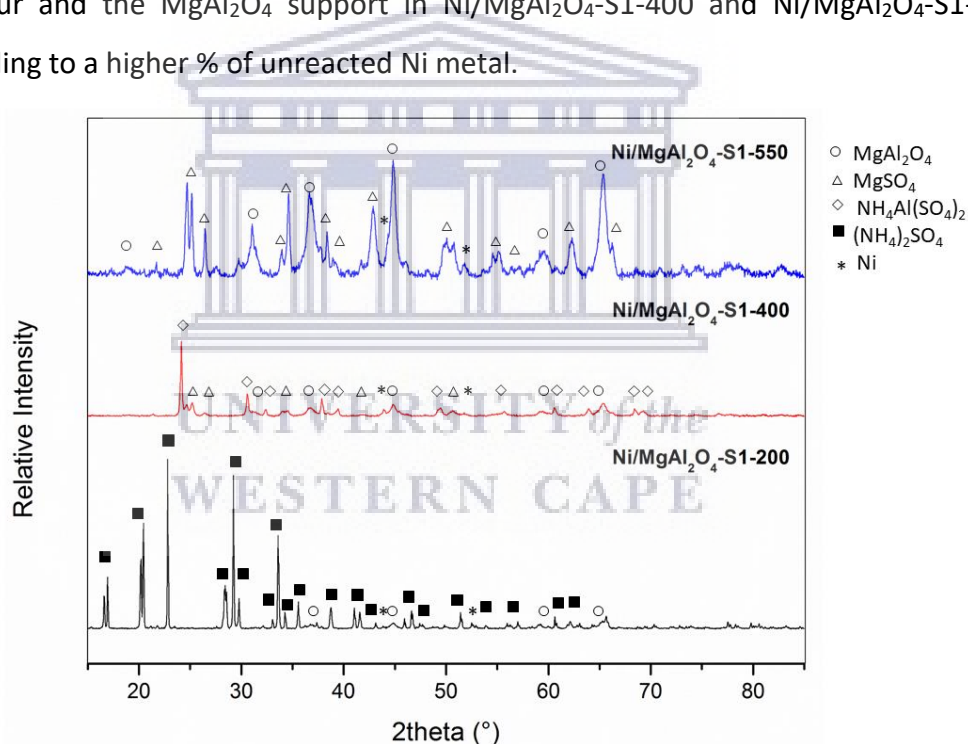 ur and the MgAl₂O₄ support in Ni/MgAl₂O₄-S1-400 and Ni/MgAl₂O₄-S1-
ling to a higher % of unreacted Ni metal.
Ni/MgAl₂O₄-S1-550
○ MgAl₂O₄
△ MgSO₄
◇ NH₄Al(SO₄)₂
■ (NH₄)₂SO₄
* Ni
Ni/MgAl₂O₄-S1-400
Ni/MgAl₂O₄-S1-200
UNIVERSITY of the
WESTERN CAPE
Relative Intensity
20 30 40 50 60 70 80
2theta (°)